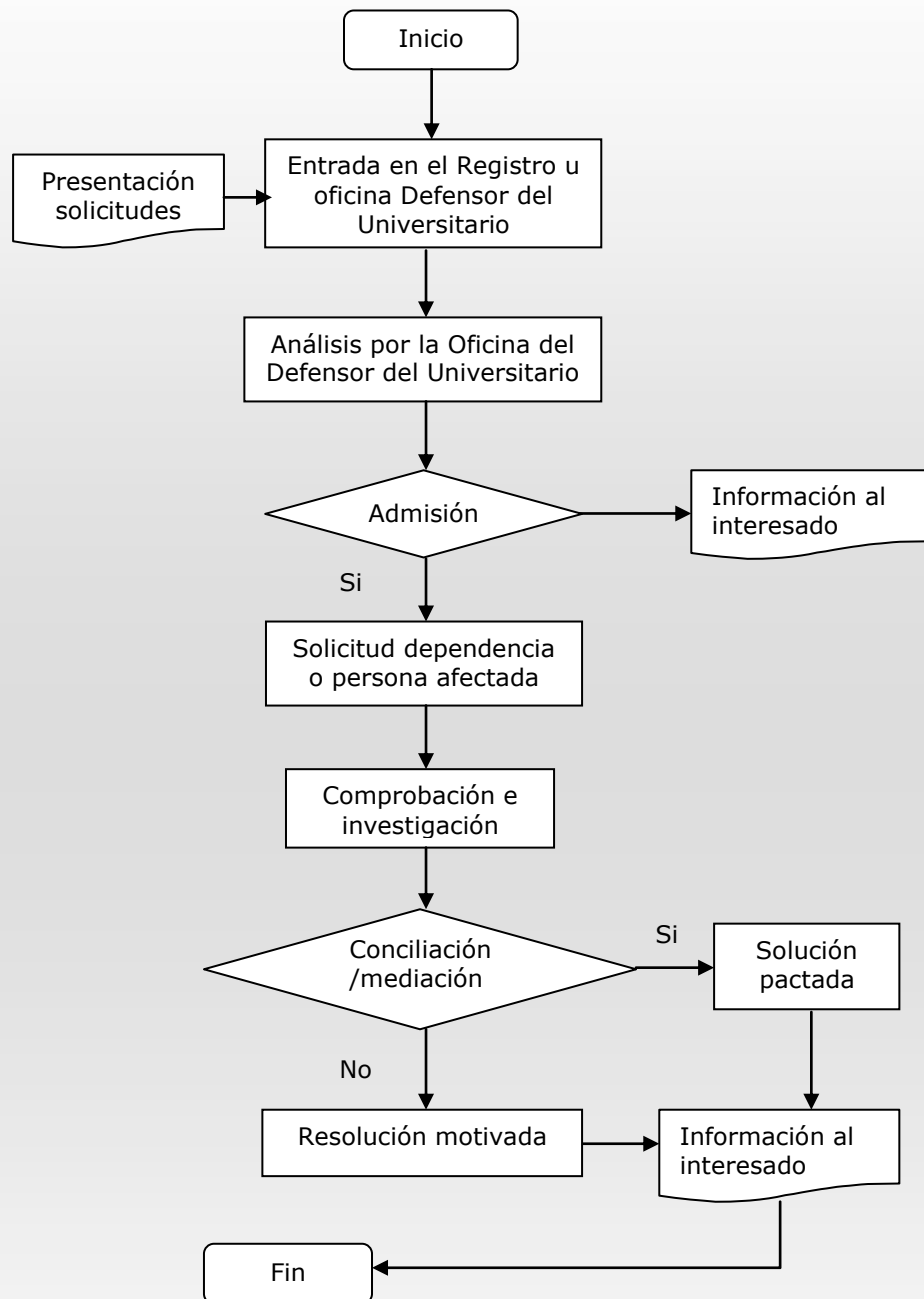 Inicio
Presentación
solicitudes
Entrada en el Registro u
oficina Defensor del
Universitario
Análisis por la Oficina del
Defensor del Universitario
Admisión
Información al
interesado
Si
Solicitud dependencia
o persona afectada
Comprobación e
investigación
Conciliación
/mediación
Si
Solución
pactada
No
Resolución motivada
Información al
interesado
Fin